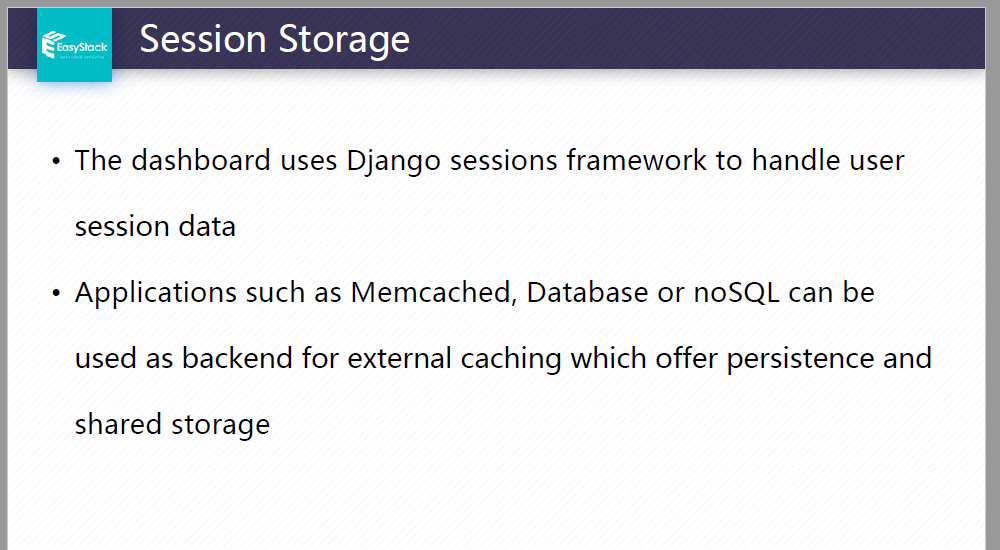 EasyStack
Session Storage
• The dashboard uses Django sessions framework to handle user
session data
• Applications such as Memcached, Database or noSQL can be
used as backend for external caching which offer persistence and
shared storage